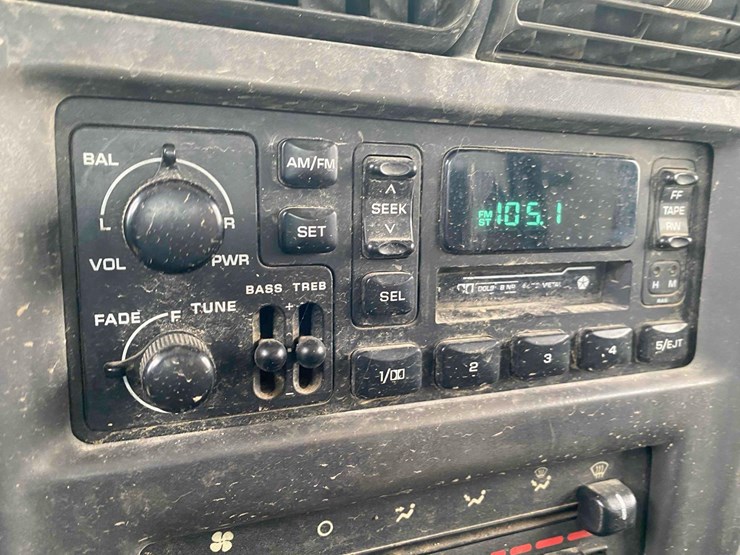 BAL
L
R
VOL
PWR
FADE
F
TUNE
BASS TREB
+
-
AM/FM
SET
SEEK
SEL
FM
ST
105.1
FF
TAPE
RW
H M
1/
2
3
4
5/EJT